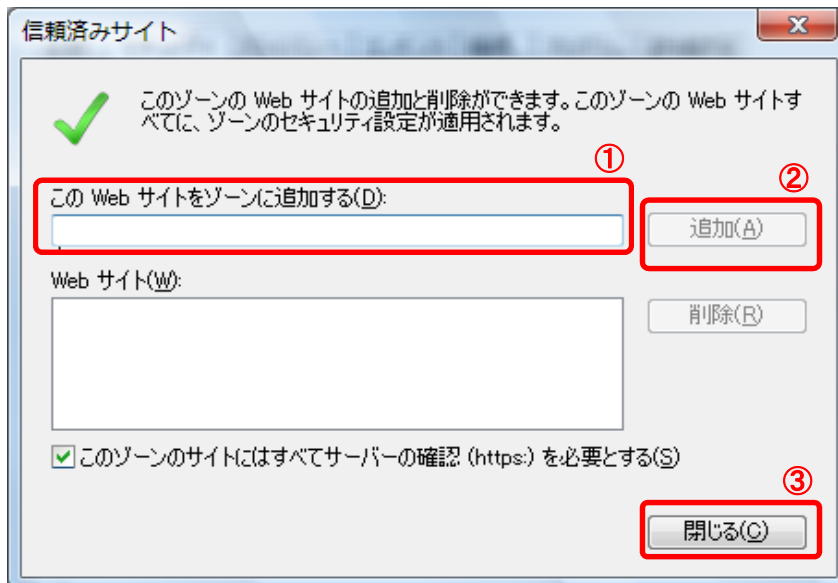 信頼済みサイト
このゾーンの Web サイトの追加と削除ができます。このゾーンの Web サイトす
べてに、ゾーンのセキュリティ設定が適用されます。
①
この Web サイトをゾーンに追加する(D):
②
追加(A)
Web サイト(W):
削除(R)
このゾーンのサイトにはすべてサーバーの確認 (https:) を必要とする(S)
③
閉じる(C)